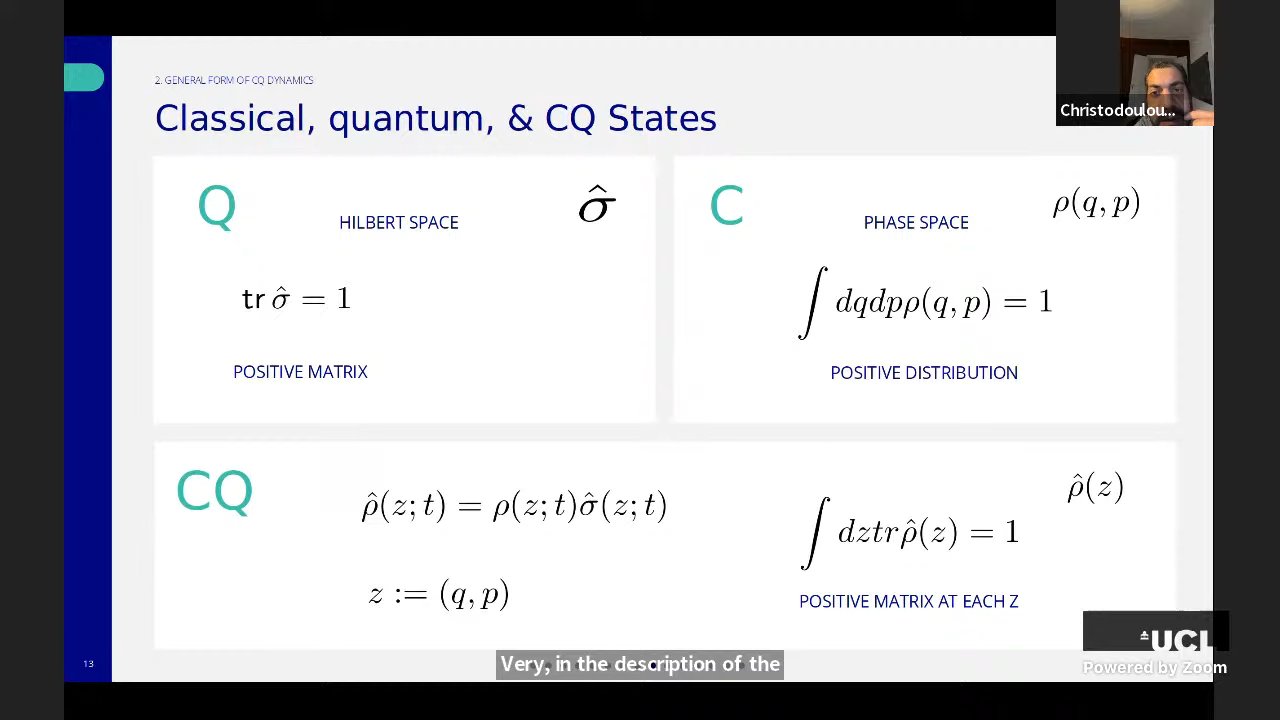 2. GENERAL FORM OF CQ DYNAMICS
Classical, quantum, & CQ States
Christodoulou...
Q
HILBERT SPACE
σ̂
tr σ̂ = 1
POSITIVE MATRIX
C
PHASE SPACE
ρ(q, p)
∫ dqdpρ(q, p) = 1
POSITIVE DISTRIBUTION
CQ
ρ̂(z; t) = ρ(z; t)σ̂(z; t)
z := (q, p)
∫ dztrρ̂(z) = 1
ρ̂(z)
POSITIVE MATRIX AT EACH Z
UCL
Powered by Zoom
13
Very, in the description of the